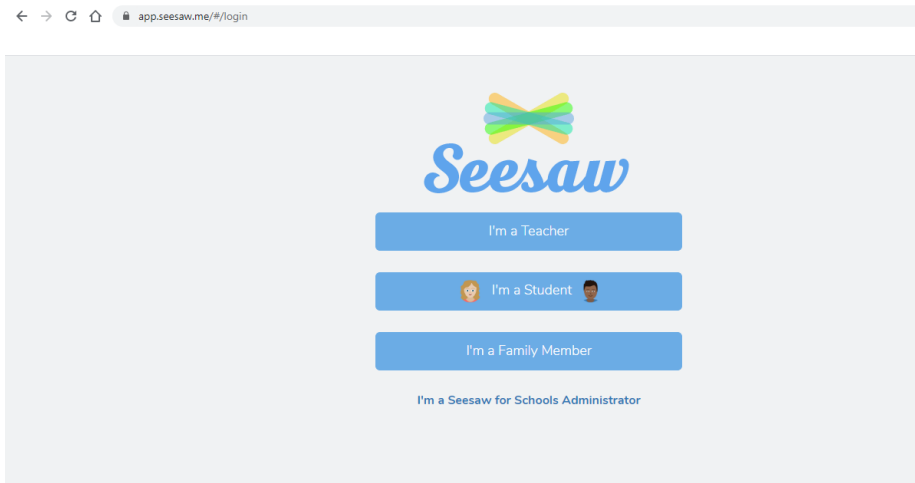 app.seesaw.me/#/login
Seesaw
I'm a Teacher
I'm a Student
I'm a Family Member
I'm a Seesaw for Schools Administrator